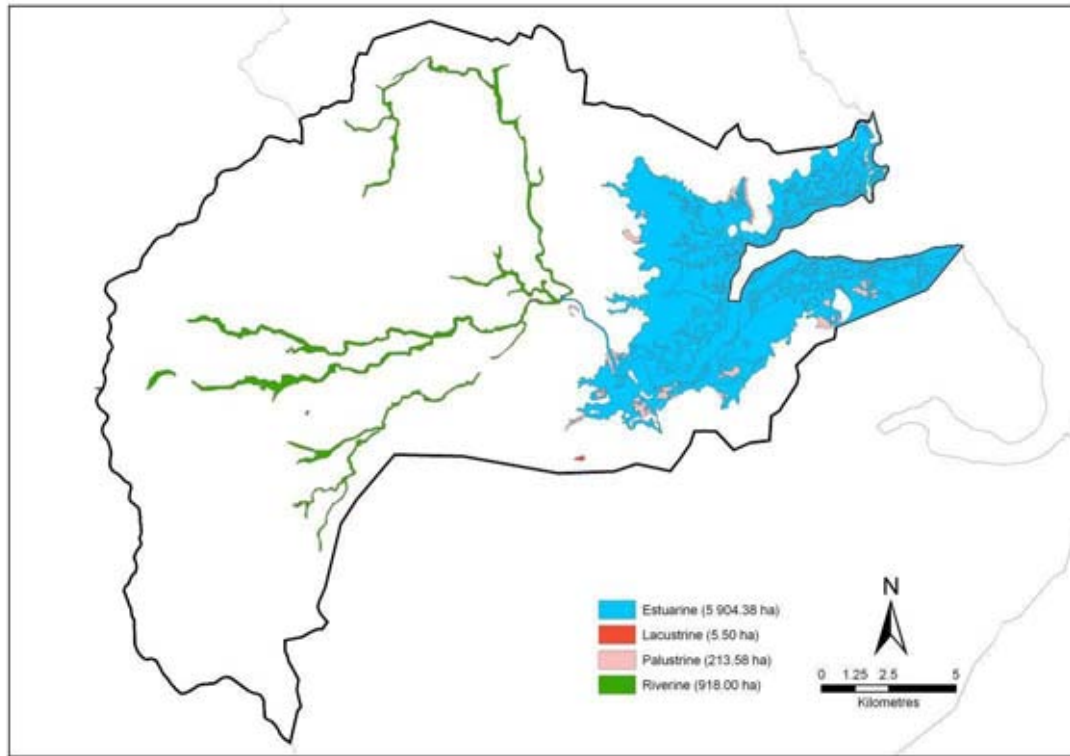 Estuarine (5 904.38 ha)
Lacustrine (5.50 ha)
Palustrine (213.58 ha)
Riverine (918.00 ha)
N
0 1.25 2.5 5
Kilometres